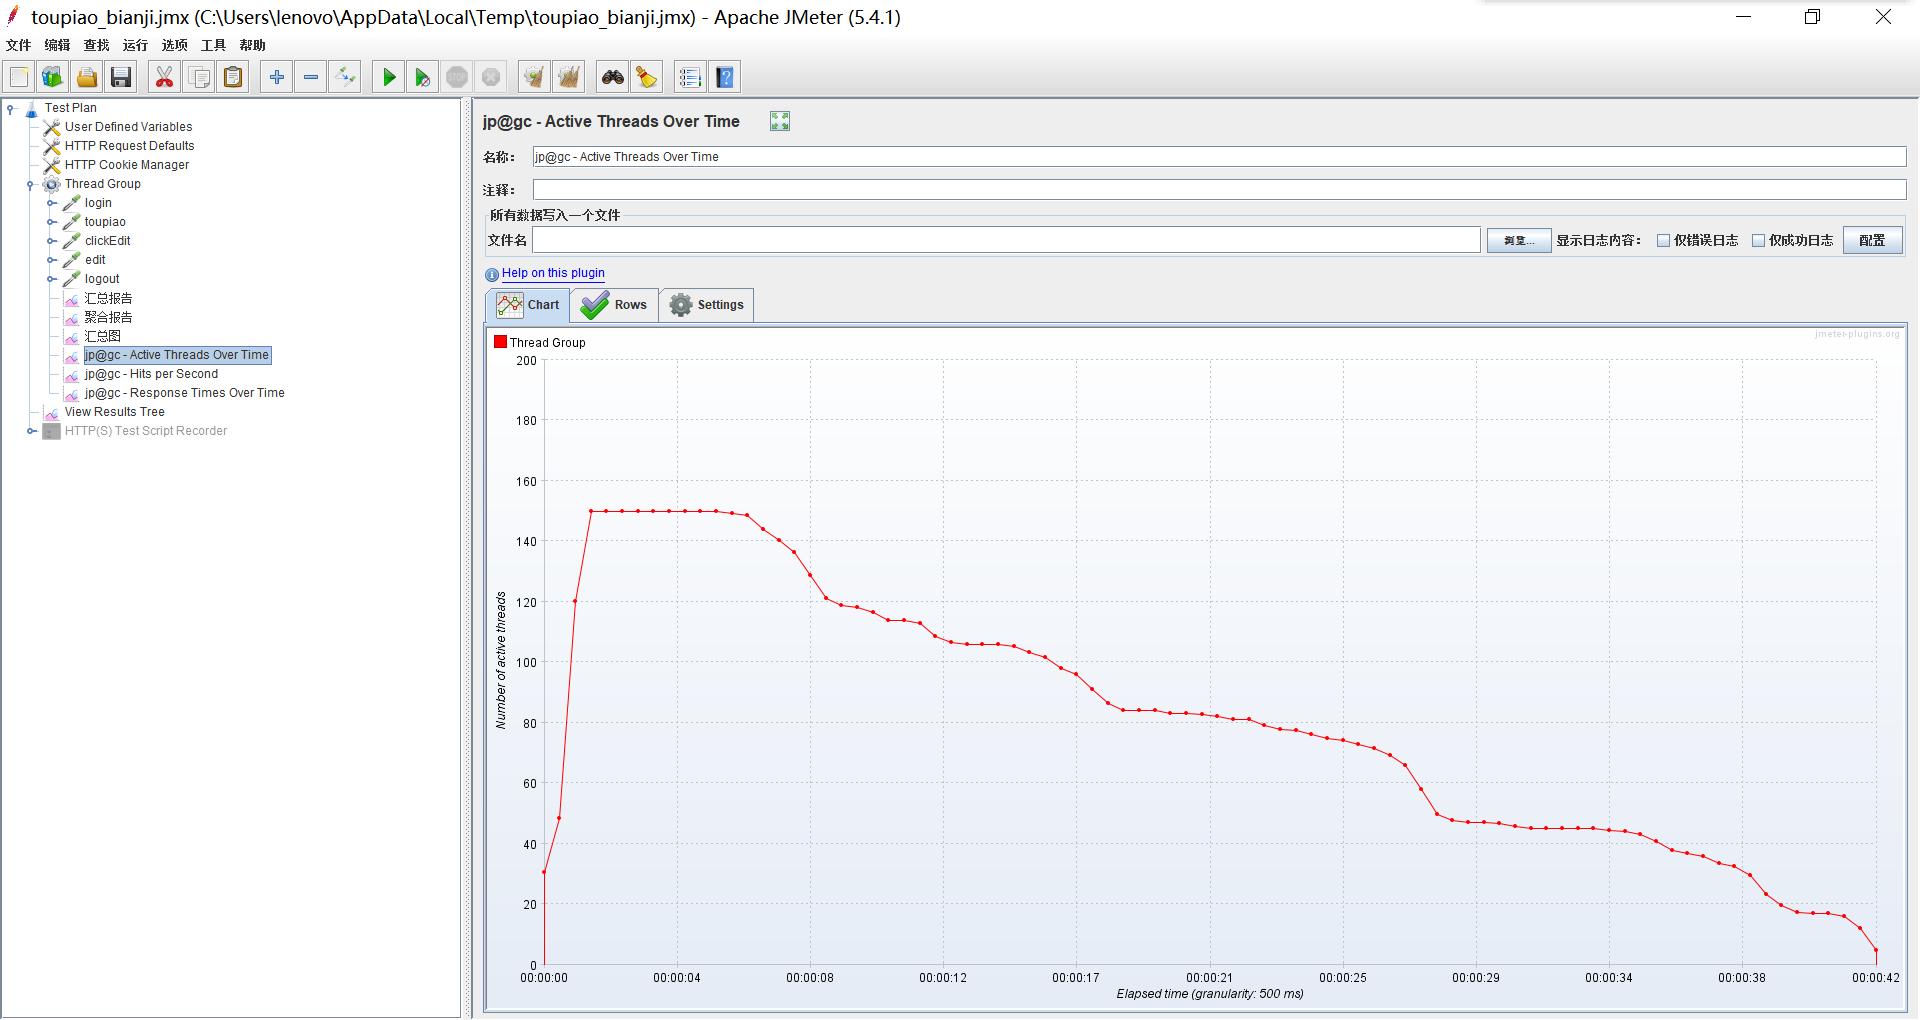 toupiao_bianji.jmx (C:\Users\lenovo\AppData\Local\Temp\toupiao_bianji.jmx) - Apache JMeter (5.4.1)
文件 编辑 查找 运行 选项 工具 帮助
STOP
Test Plan
User Defined Variables
HTTP Request Defaults
HTTP Cookie Manager
Thread Group
login
toupiao
clickEdit
edit
logout
汇总报告
聚合报告
汇总图
jp@gc - Active Threads Over Time
jp@gc - Hits per Second
jp@gc - Response Times Over Time
View Results Tree
HTTP(S) Test Script Recorder
jp@gc - Active Threads Over Time
名称： jp@gc - Active Threads Over Time
注释：
所有数据写入一个文件
文件名 浏览... 显示日志内容： 仅错误日志 仅成功日志 配置
Help on this plugin
Chart Rows Settings
jmeter-plugins.org
Thread Group
200
180
160
140
120
100
80
60
40
20
0
Number of active threads
00:00:00 00:00:04 00:00:08 00:00:12 00:00:17 00:00:21 00:00:25 00:00:29 00:00:34 00:00:38 00:00:42
Elapsed time (granularity: 500 ms)